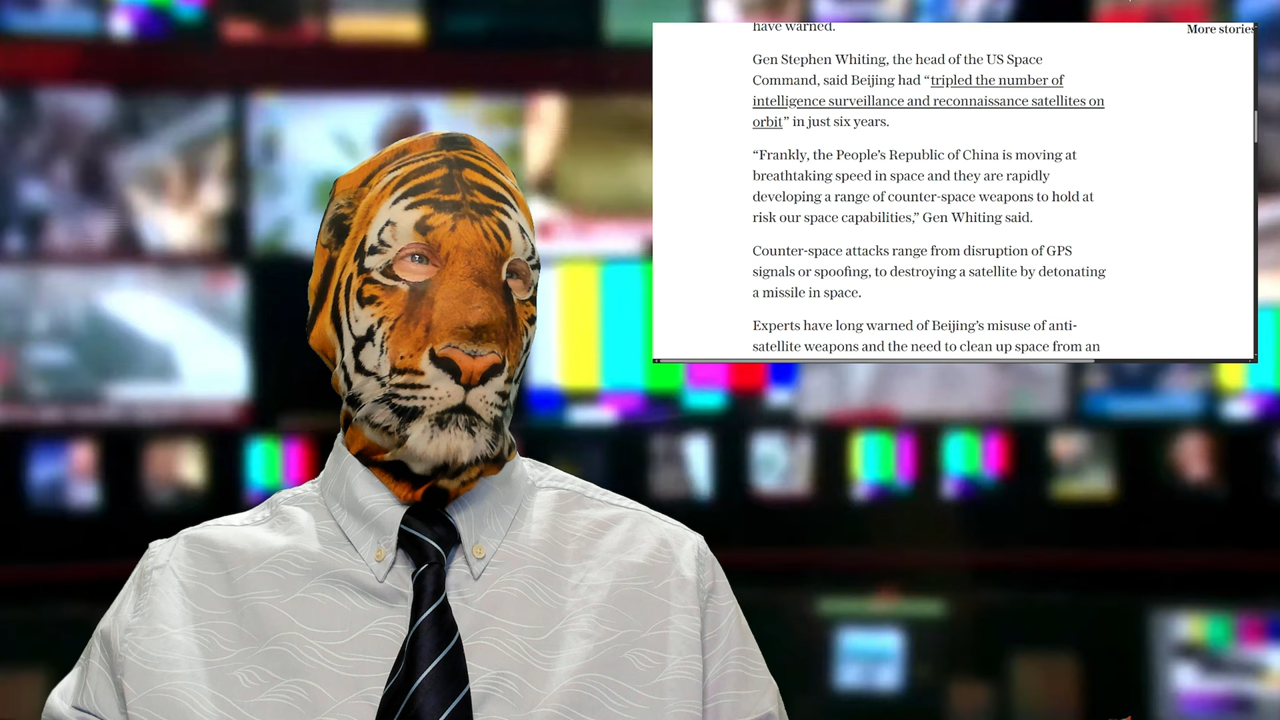 have warned.
More stories
Gen Stephen Whiting, the head of the US Space
Command, said Beijing had “tripled the number of
intelligence surveillance and reconnaissance satellites on
orbit” in just six years.
“Frankly, the People’s Republic of China is moving at
breathtaking speed in space and they are rapidly
developing a range of counter-space weapons to hold at
risk our space capabilities,” Gen Whiting said.
Counter-space attacks range from disruption of GPS
signals or spoofing, to destroying a satellite by detonating
a missile in space.
Experts have long warned of Beijing’s misuse of anti-
satellite weapons and the need to clean up space from an